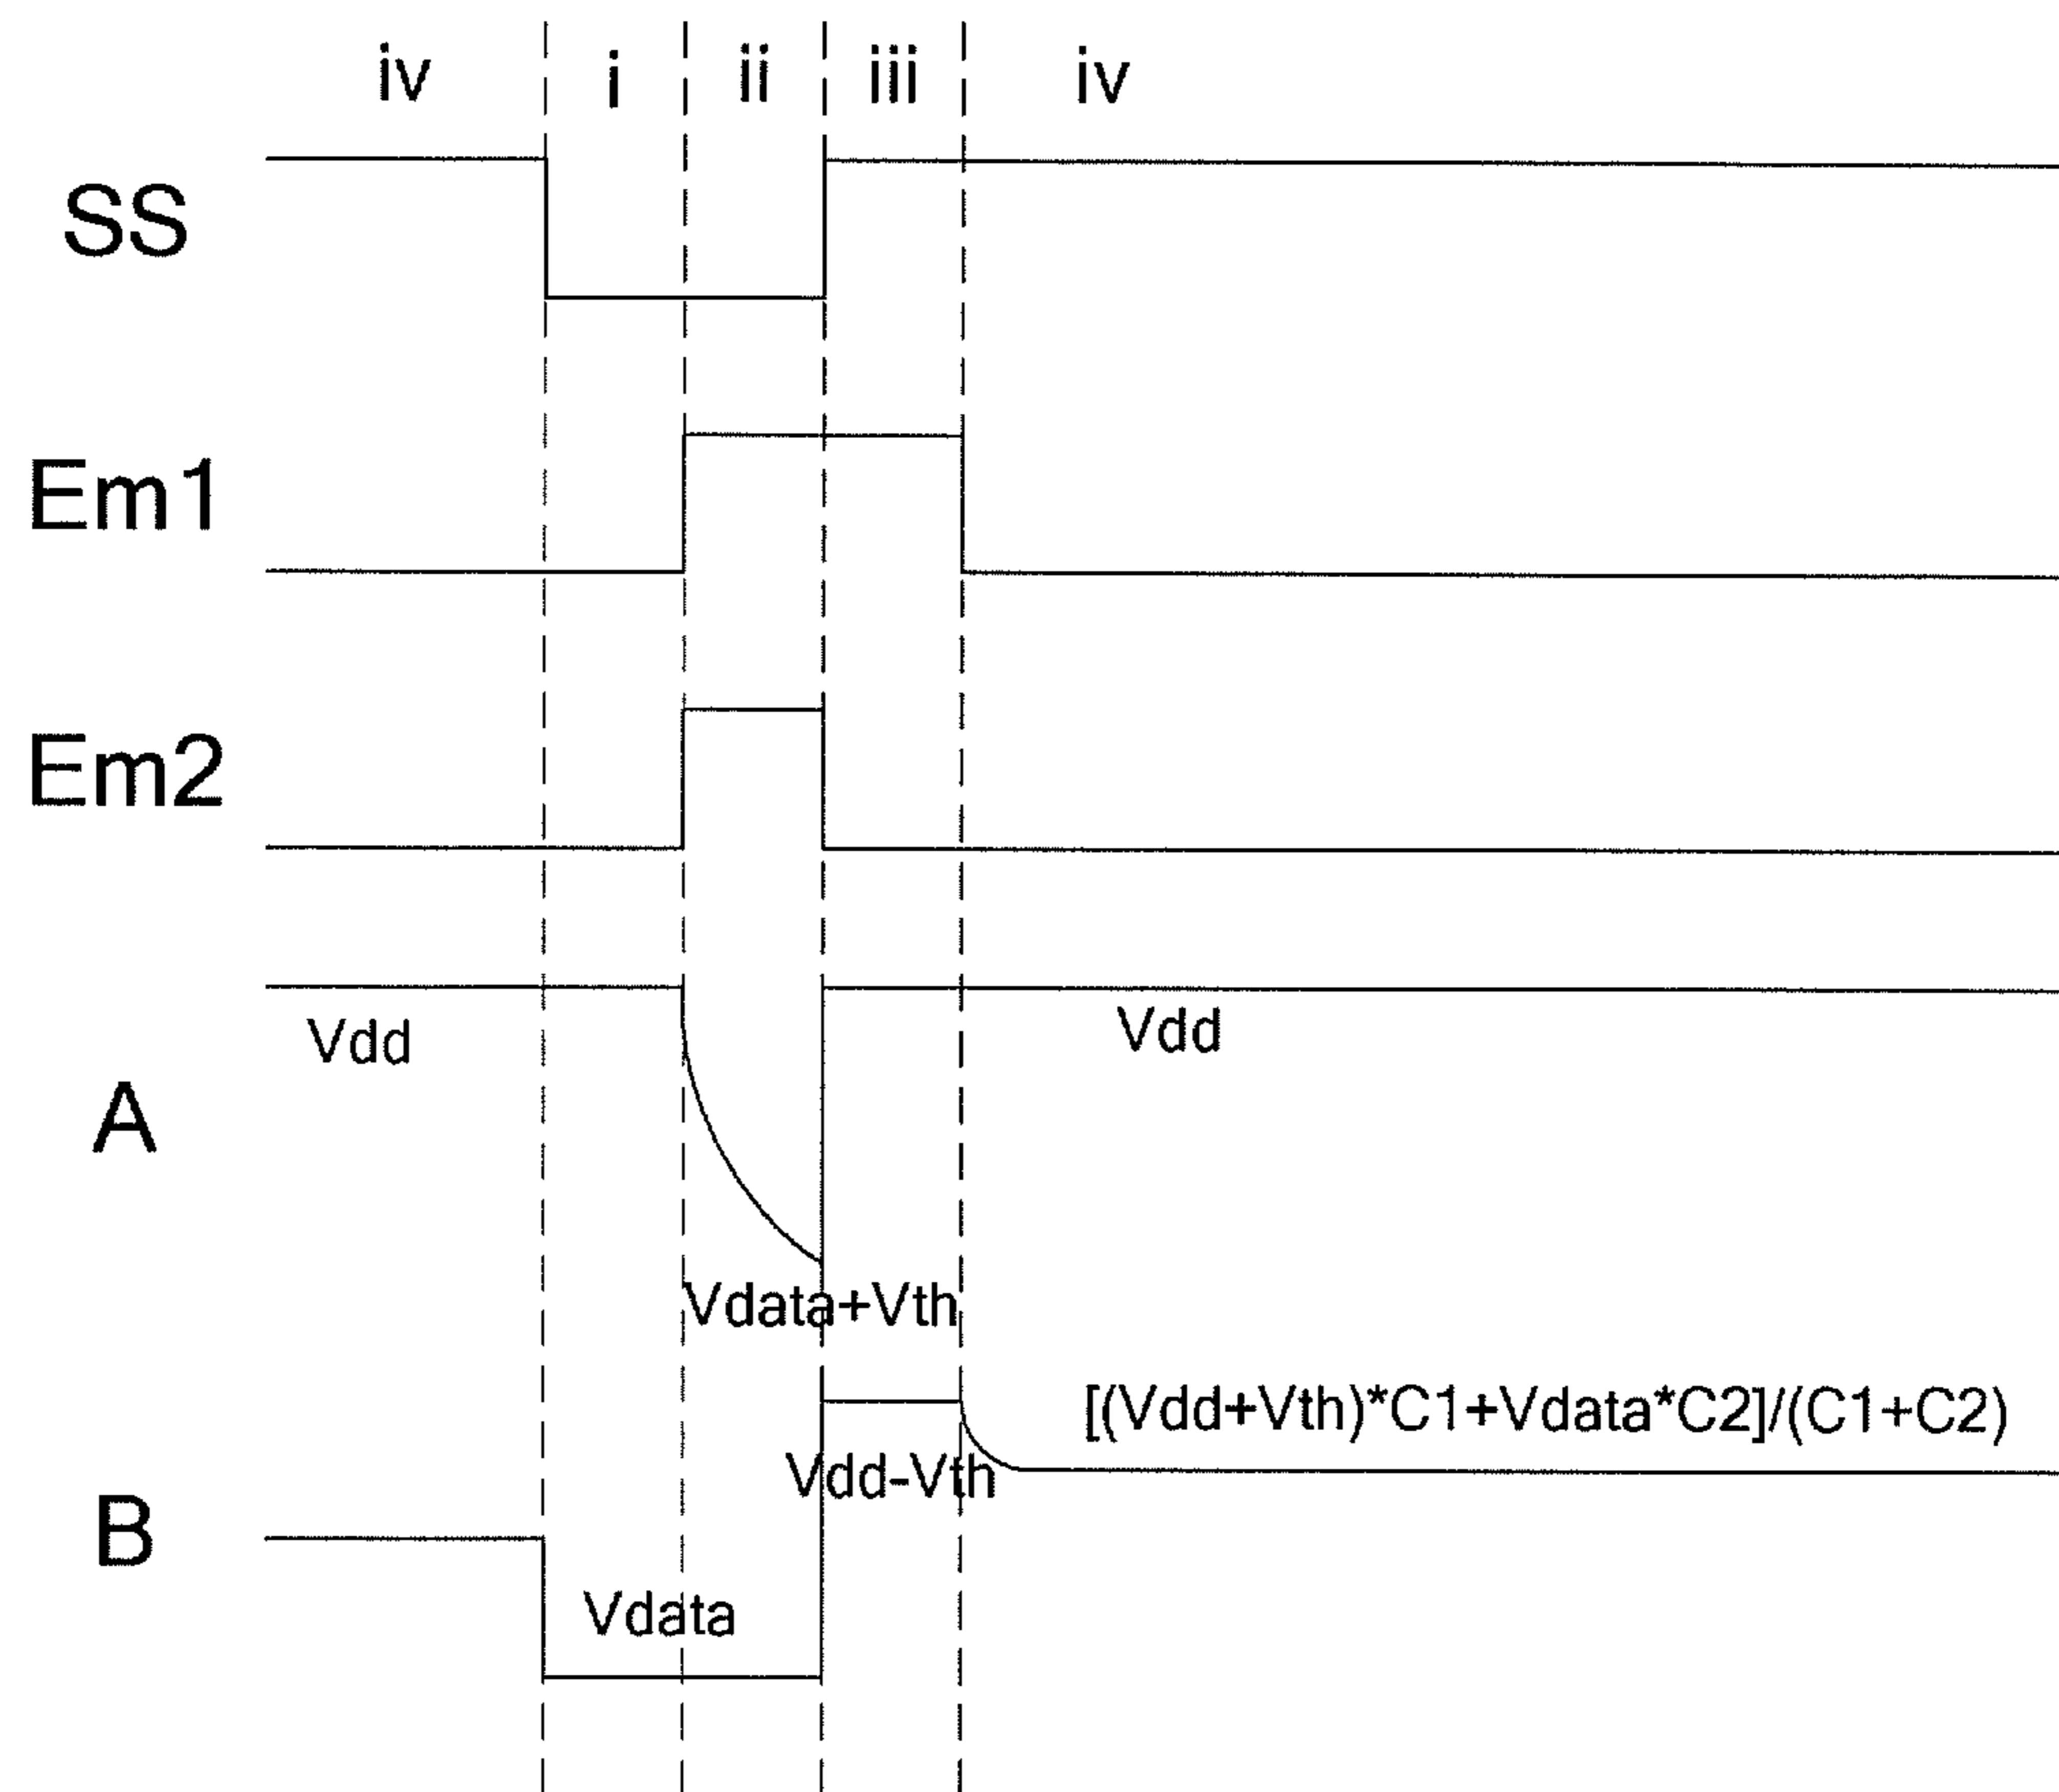 iv i ii iii iv
SS
Em1
Em2
Vdd Vdd
A
Vdata+Vth
[(Vdd+Vth)*C1+Vdata*C2]/(C1+C2)
Vdd-Vth
B
Vdata